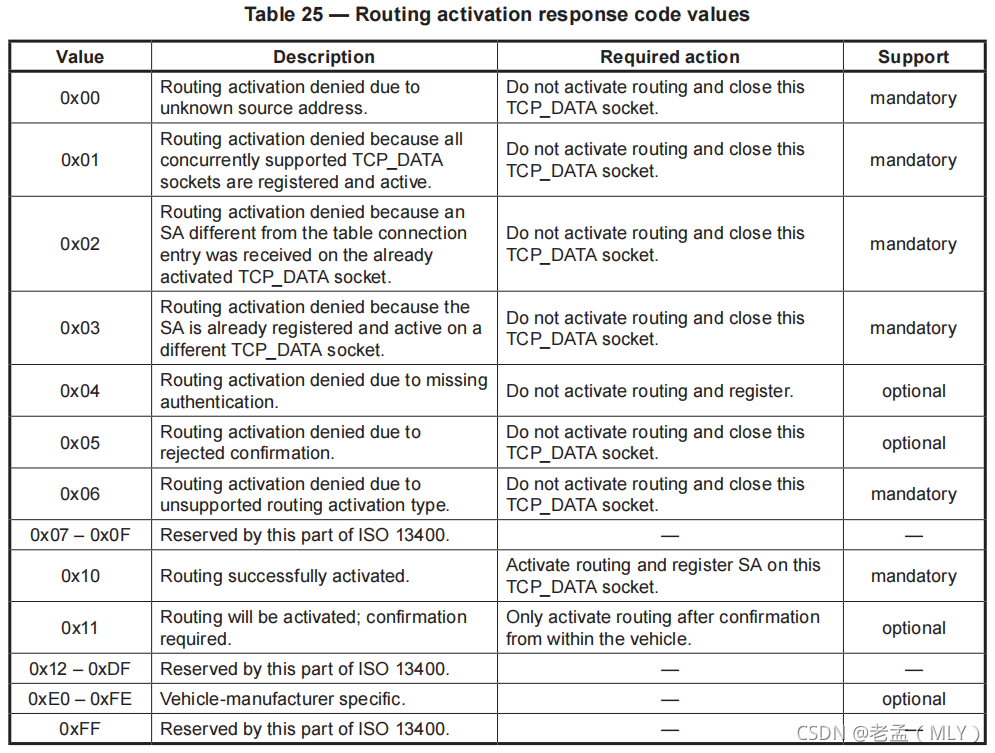 Table 25 — Routing activation response code values
Value Description Required action Support
0x00 Routing activation denied due to unknown source address. Do not activate routing and close this TCP_DATA socket. mandatory
0x01 Routing activation denied because all concurrently supported TCP_DATA sockets are registered and active. Do not activate routing and close this TCP_DATA socket. mandatory
0x02 Routing activation denied because an SA different from the table connection entry was received on the already activated TCP_DATA socket. Do not activate routing and close this TCP_DATA socket. mandatory
0x03 Routing activation denied because the SA is already registered and active on a different TCP_DATA socket. Do not activate routing and close this TCP_DATA socket. mandatory
0x04 Routing activation denied due to missing authentication. Do not activate routing and register. optional
0x05 Routing activation denied due to rejected confirmation. Do not activate routing and close this TCP_DATA socket. optional
0x06 Routing activation denied due to unsupported routing activation type. Do not activate routing and close this TCP_DATA socket. mandatory
0x07 – 0x0F Reserved by this part of ISO 13400. — —
0x10 Routing successfully activated. Activate routing and register SA on this TCP_DATA socket. mandatory
0x11 Routing will be activated; confirmation required. Only activate routing after confirmation from within the vehicle. optional
0x12 – 0xDF Reserved by this part of ISO 13400. — —
0xE0 – 0xFE Vehicle-manufacturer specific. — optional
0xFF Reserved by this part of ISO 13400. — —
CSDN @老孟（MLY）